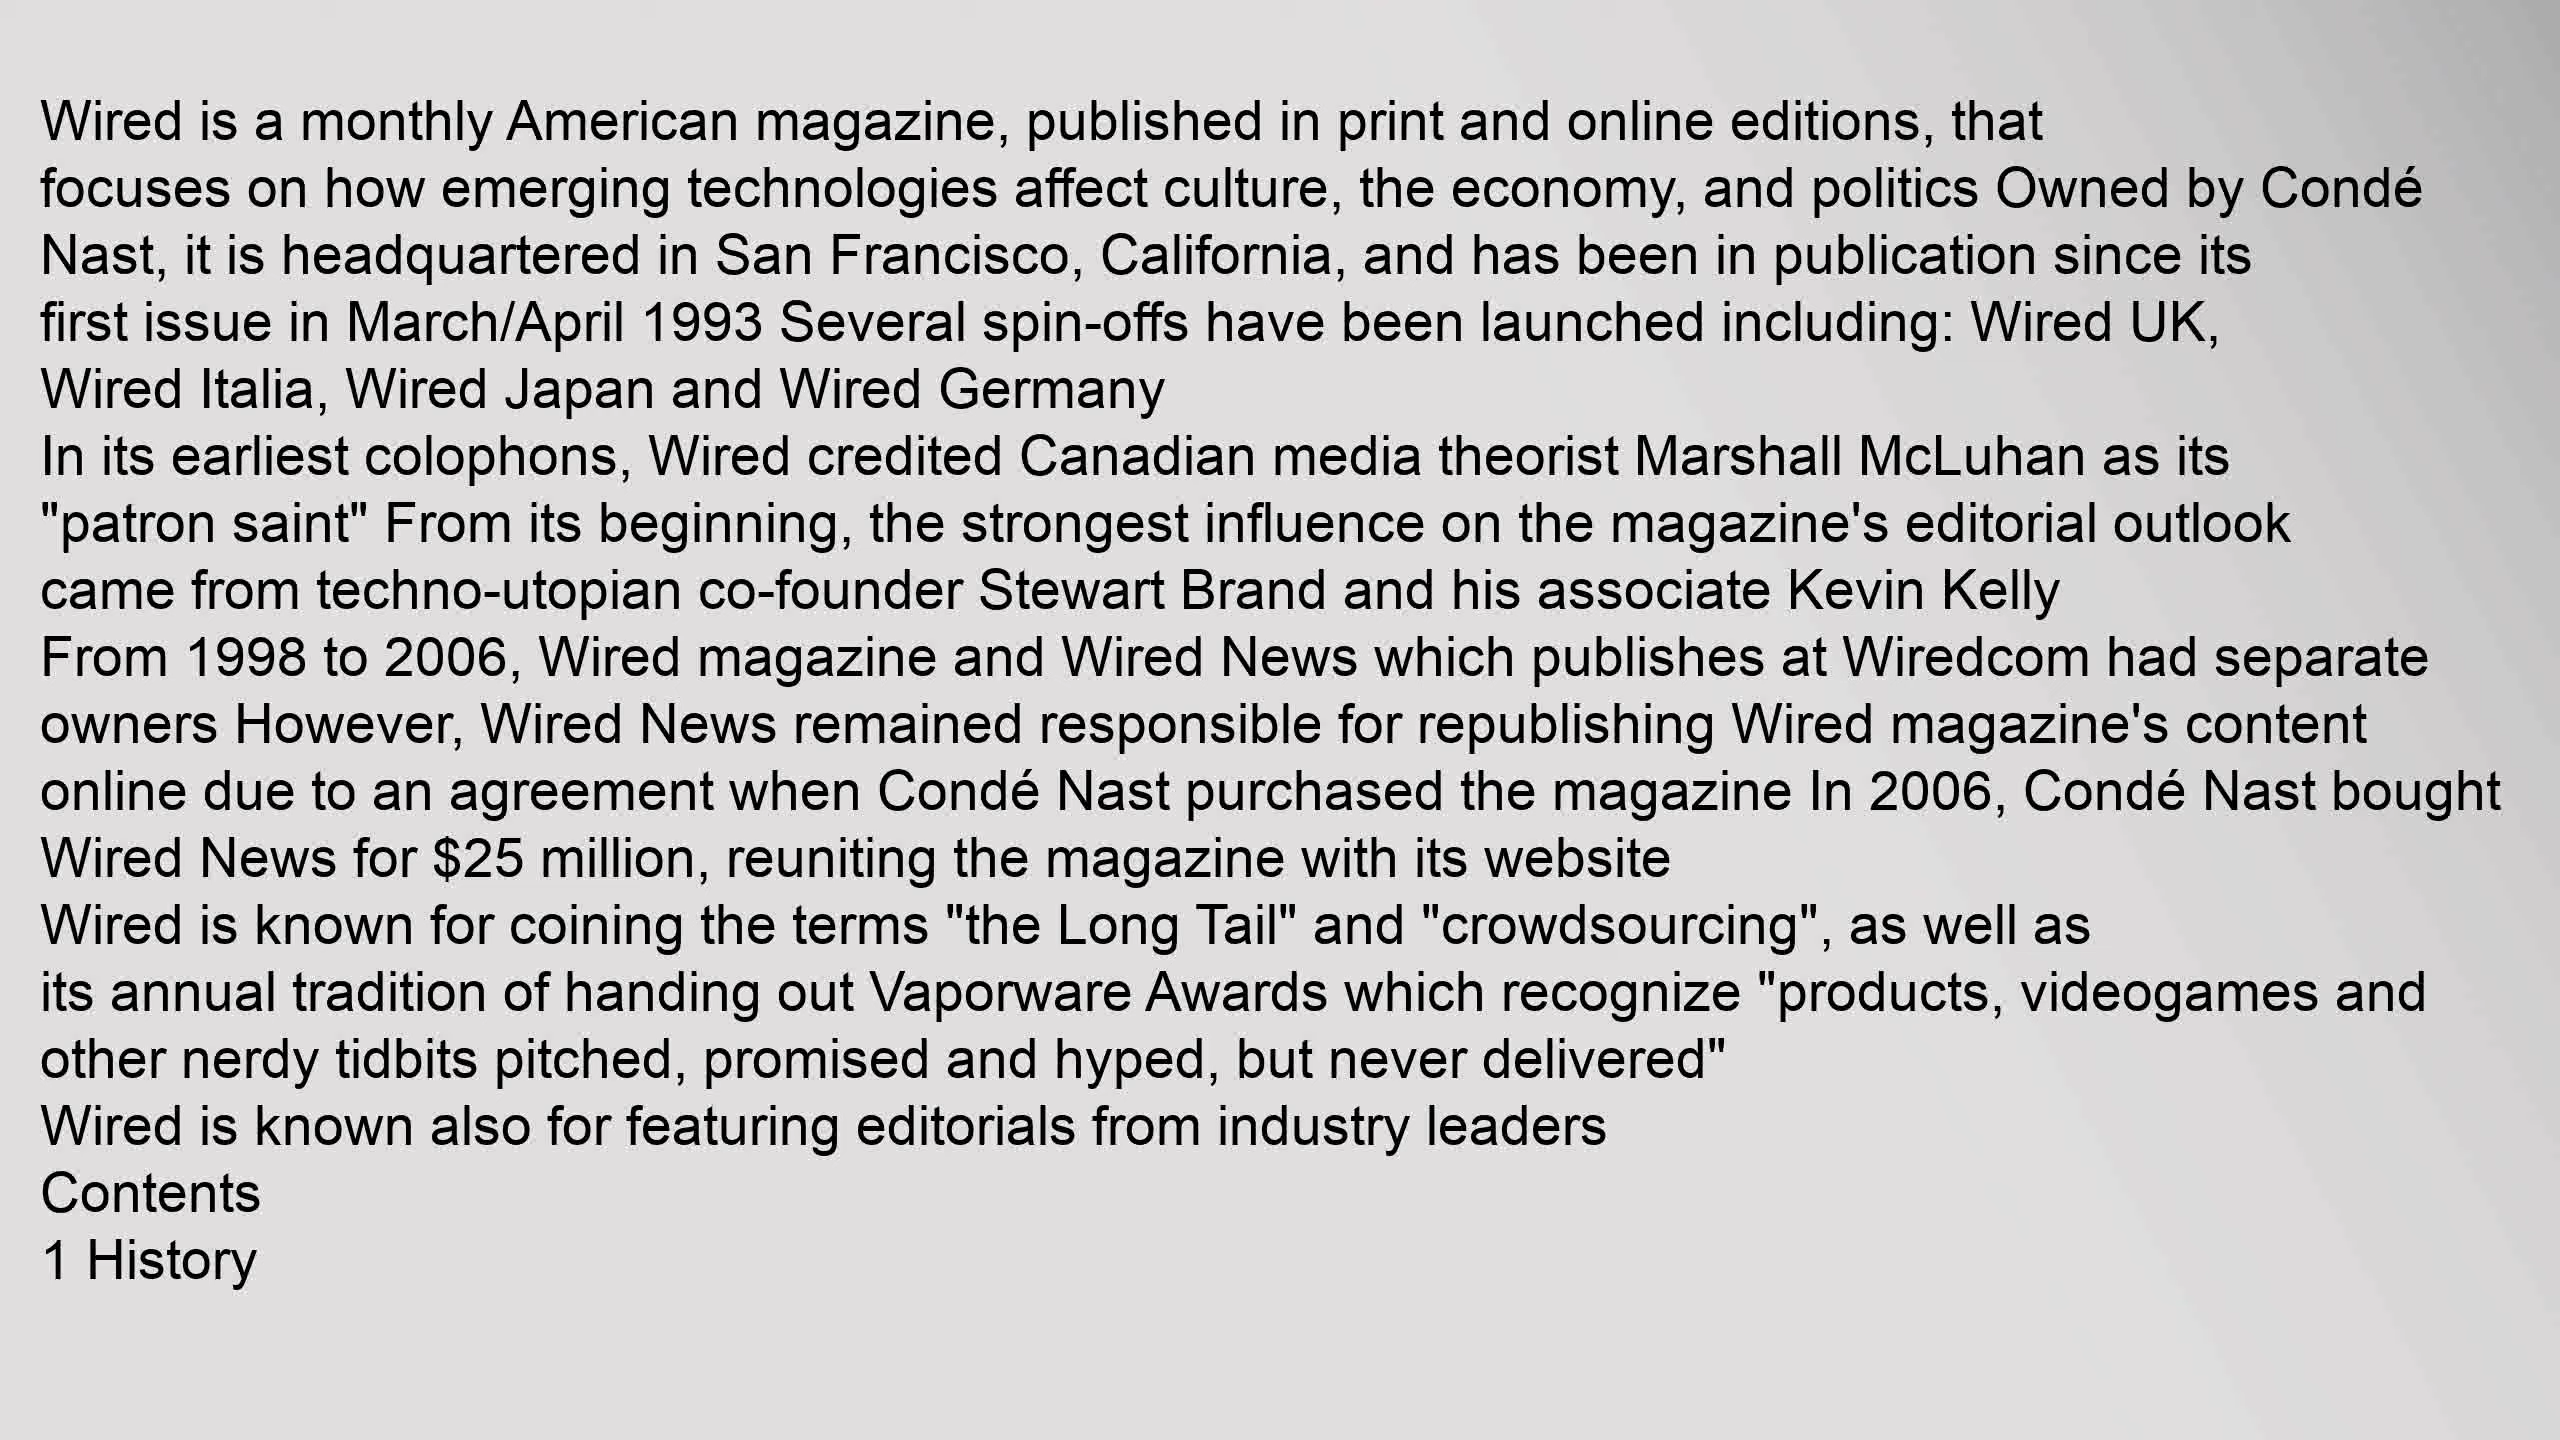 Wired is a monthly American magazine, published in print and online editions, that
focuses on how emerging technologies affect culture, the economy, and politics Owned by Condé
Nast, it is headquartered in San Francisco, California, and has been in publication since its
first issue in March/April 1993 Several spin-offs have been launched including: Wired UK,
Wired Italia, Wired Japan and Wired Germany
In its earliest colophons, Wired credited Canadian media theorist Marshall McLuhan as its
"patron saint" From its beginning, the strongest influence on the magazine's editorial outlook
came from techno-utopian co-founder Stewart Brand and his associate Kevin Kelly
From 1998 to 2006, Wired magazine and Wired News which publishes at Wiredcom had separate
owners However, Wired News remained responsible for republishing Wired magazine's content
online due to an agreement when Condé Nast purchased the magazine In 2006, Condé Nast bought
Wired News for $25 million, reuniting the magazine with its website
Wired is known for coining the terms "the Long Tail" and "crowdsourcing", as well as
its annual tradition of handing out Vaporware Awards which recognize "products, videogames and
other nerdy tidbits pitched, promised and hyped, but never delivered"
Wired is known also for featuring editorials from industry leaders
Contents
1 History